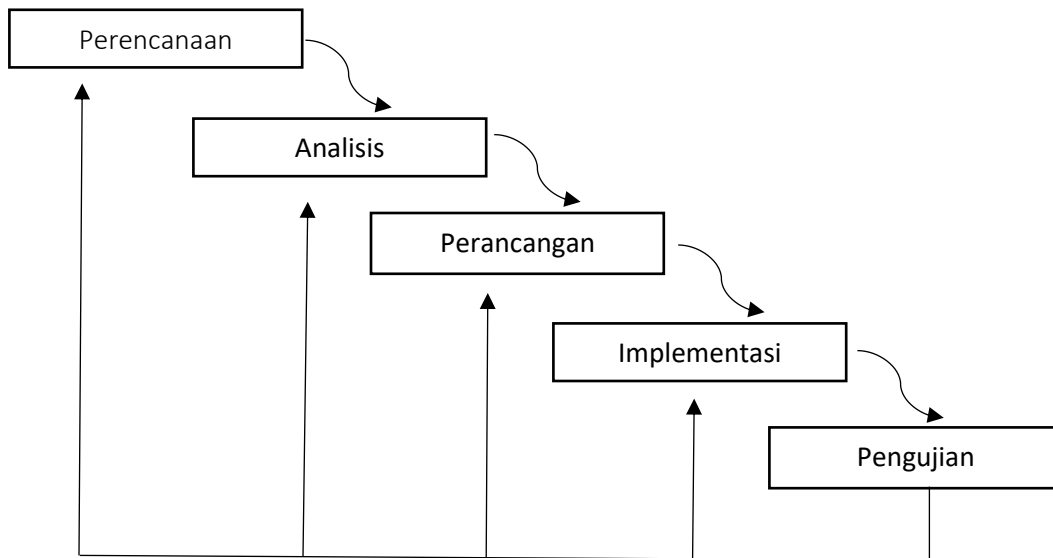 Perencanaan
Analisis
Perancangan
Implementasi
Pengujian